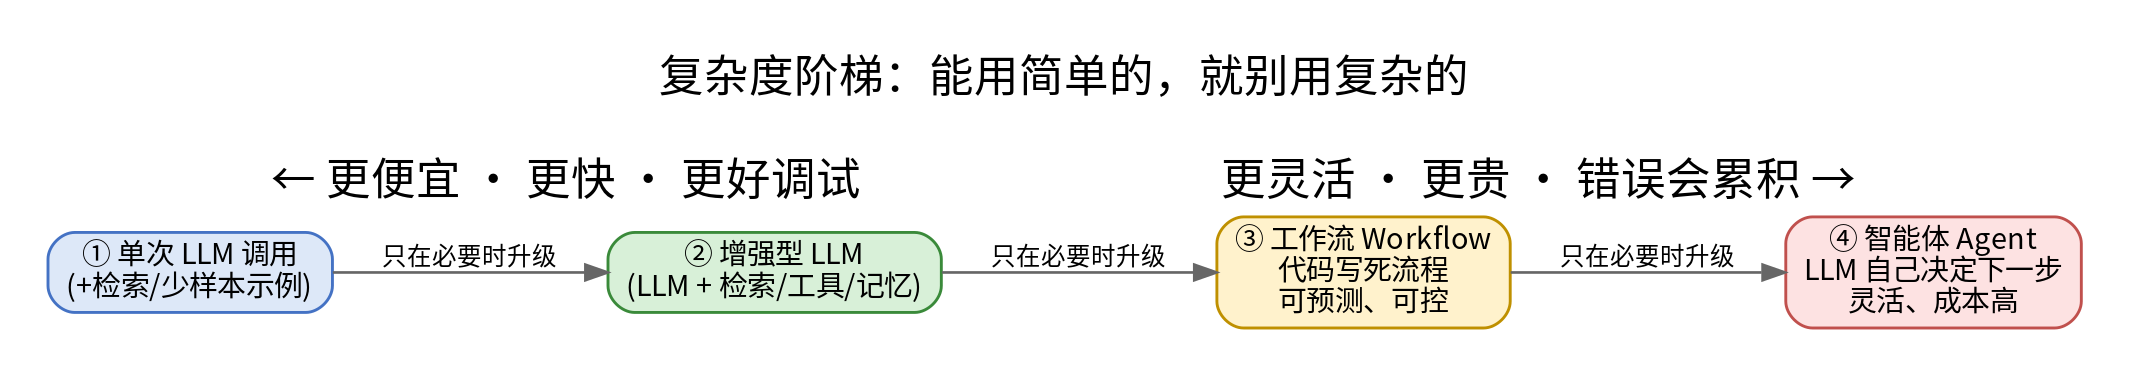 复杂度阶梯：能用简单的，就别用复杂的
← 更便宜 · 更快 · 更好调试
更灵活 · 更贵 · 错误会累积 →
① 单次 LLM 调用
(+检索/少样本示例)
只在必要时升级
② 增强型 LLM
(LLM + 检索/工具/记忆)
只在必要时升级
③ 工作流 Workflow
代码写死流程
可预测、可控
只在必要时升级
④ 智能体 Agent
LLM 自己决定下一步
灵活、成本高